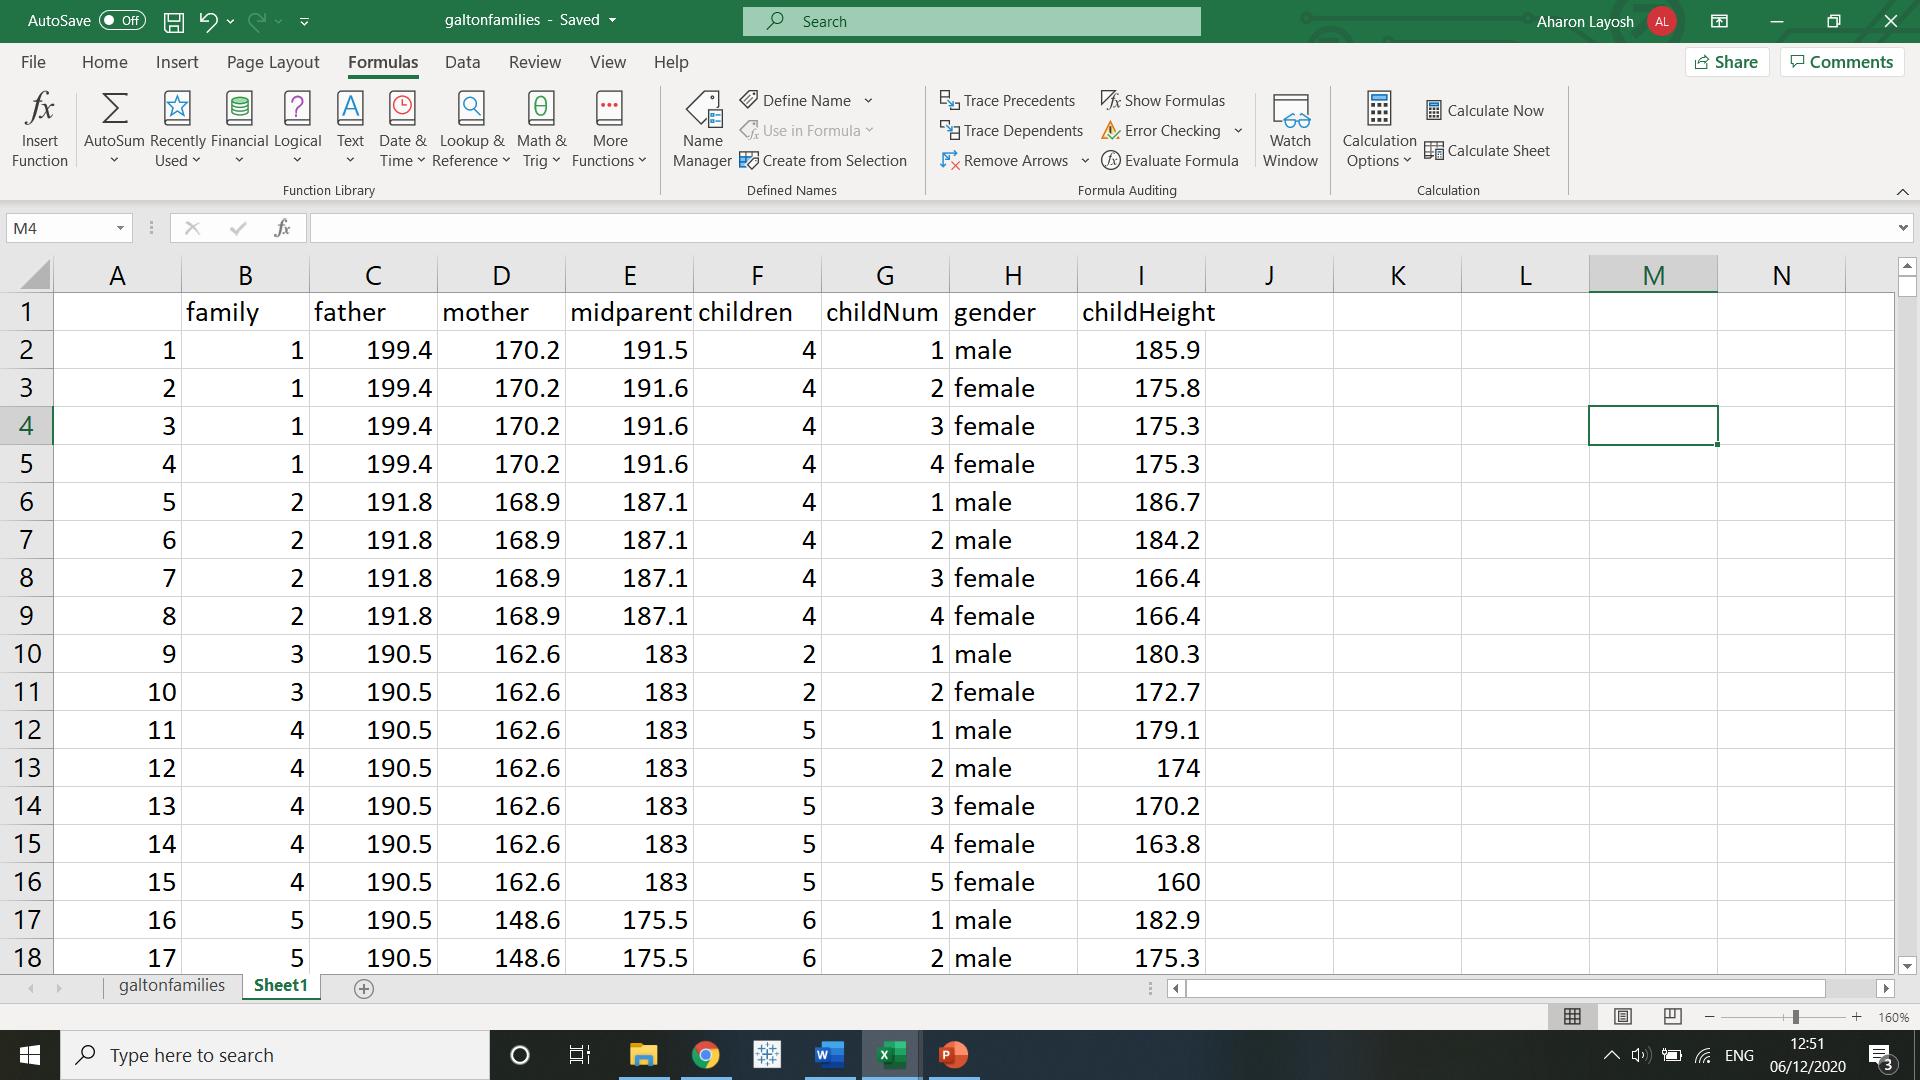 AutoSave Off galtonfamilies - Saved Search Aharon Layosh AL
File Home Insert Page Layout Formulas Data Review View Help Share Comments
Insert Function
AutoSum
Recently Used
Financial
Logical
Text
Date & Time
Lookup & Reference
Math & Trig
More Functions
Function Library
Name Manager
Define Name
Use in Formula
Create from Selection
Defined Names
Trace Precedents
Trace Dependents
Remove Arrows
Show Formulas
Error Checking
Evaluate Formula
Formula Auditing
Watch Window
Calculation Options
Calculate Now
Calculate Sheet
Calculation
M4 fx
A B C D E F G H I J K L M N
1 family father mother midparent children childNum gender childHeight
2 1 1 199.4 170.2 191.5 4 1 male 185.9
3 2 1 199.4 170.2 191.6 4 2 female 175.8
4 3 1 199.4 170.2 191.6 4 3 female 175.3
5 4 1 199.4 170.2 191.6 4 4 female 175.3
6 5 2 191.8 168.9 187.1 4 1 male 186.7
7 6 2 191.8 168.9 187.1 4 2 male 184.2
8 7 2 191.8 168.9 187.1 4 3 female 166.4
9 8 2 191.8 168.9 187.1 4 4 female 166.4
10 9 3 190.5 162.6 183 2 1 male 180.3
11 10 3 190.5 162.6 183 2 2 female 172.7
12 11 4 190.5 162.6 183 5 1 male 179.1
13 12 4 190.5 162.6 183 5 2 male 174
14 13 4 190.5 162.6 183 5 3 female 170.2
15 14 4 190.5 162.6 183 5 4 female 163.8
16 15 4 190.5 162.6 183 5 5 female 160
17 16 5 190.5 148.6 175.5 6 1 male 182.9
18 17 5 190.5 148.6 175.5 6 2 male 175.3
galtonfamilies Sheet1
160%
Type here to search
ENG
12:51
06/12/2020
3